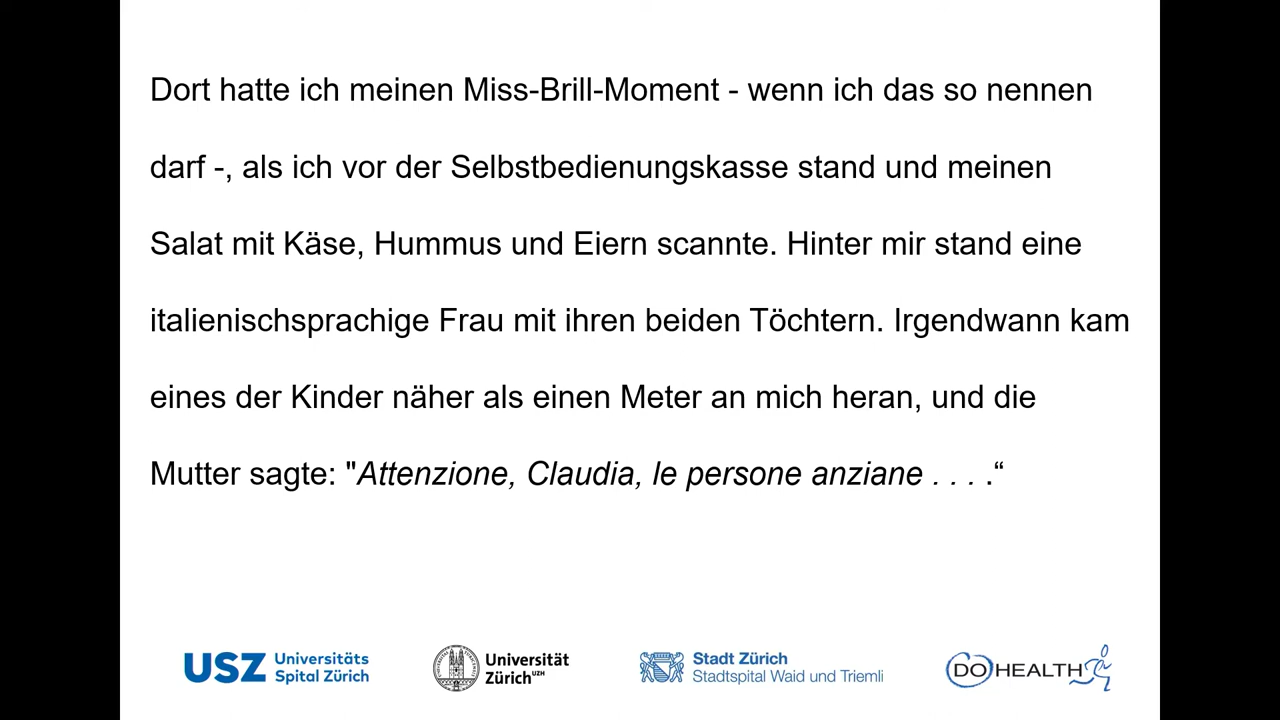 Dort hatte ich meinen Miss-Brill-Moment - wenn ich das so nennen
darf -, als ich vor der Selbstbedienungskasse stand und meinen
Salat mit Käse, Hummus und Eiern scannte. Hinter mir stand eine
italienischsprachige Frau mit ihren beiden Töchtern. Irgendwann kam
eines der Kinder näher als einen Meter an mich heran, und die
Mutter sagte: "Attenzione, Claudia, le persone anziane . . . .“
USZ Universitäts
Spital Zürich
Universität
Zürich UZH
Stadt Zürich
Stadtspital Waid und Triemli
DO HEALTH